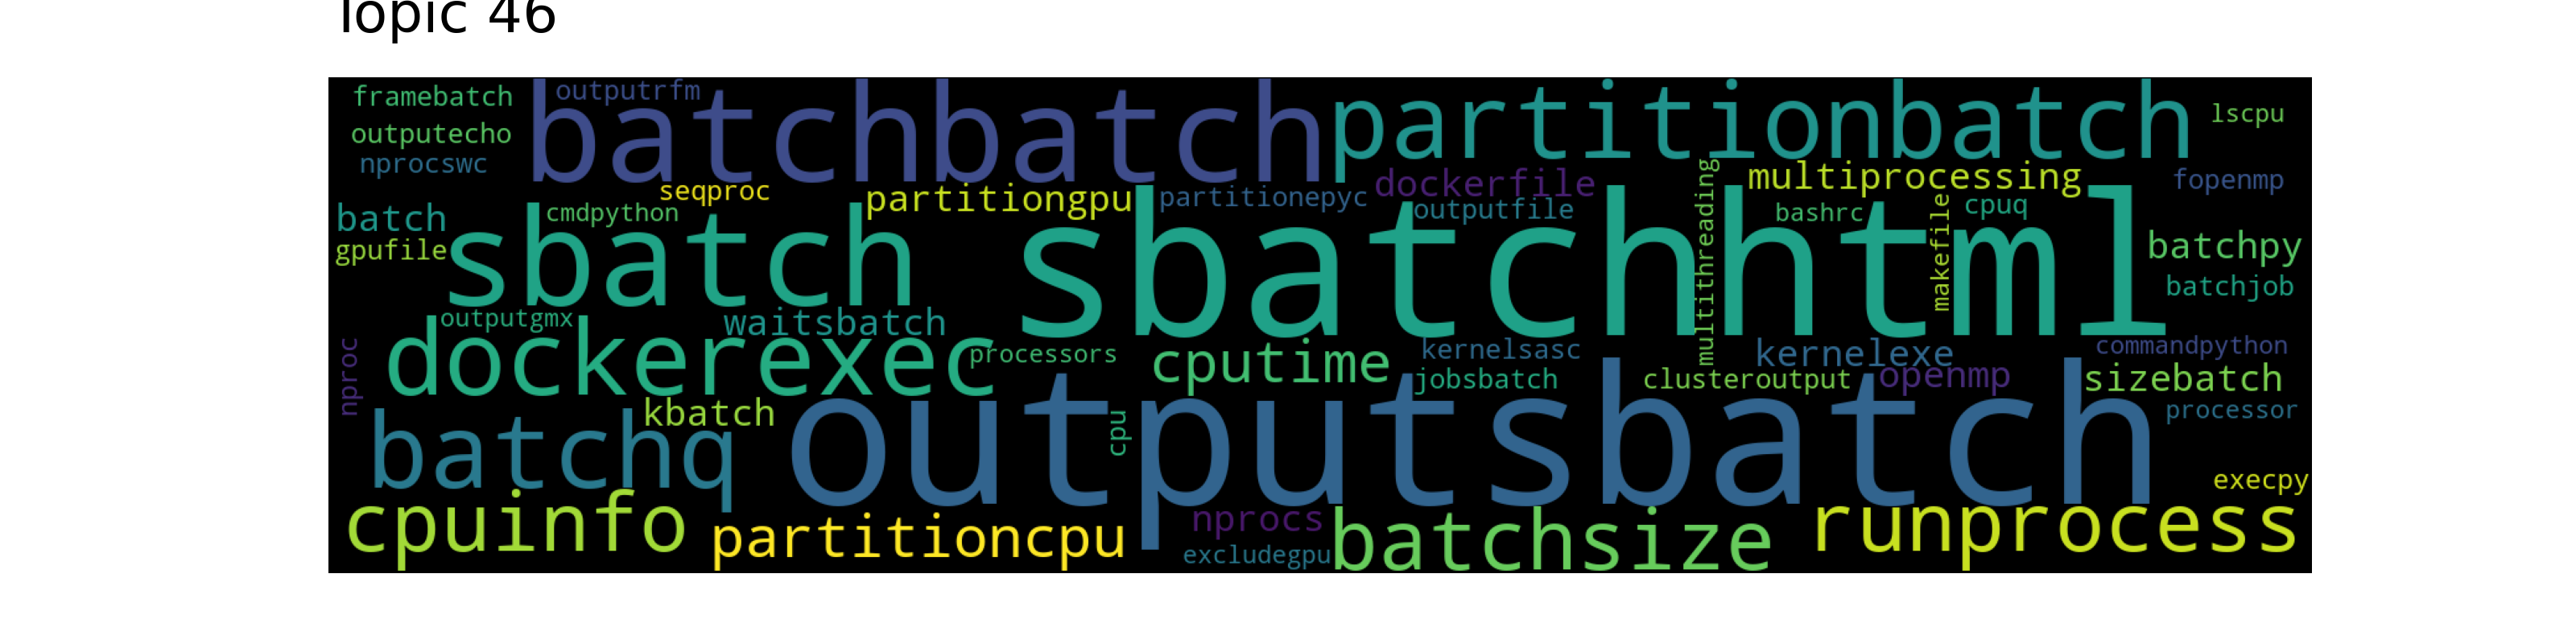 Topic 46
framebatch
outputrfm
batchbatch
partitionbatch
lscpu
outputecho
nprocswc
seqproc
partitiongpu
partitionepyc
dockerfile
multiprocessing
fopenmp
batch
cmdpython
outputfile
multithreading
bashrc
makefile
cpuq
gpufile
sbatch
sbatchhtml
batchpy
batchjob
outputgmx
waitsbatch
nproc
dockerexec
processors
cputime
kernelsasc
kernelexe
commandpython
jobsbatch
clusteroutput
openmp
sizebatch
kbatch
cpu
processor
batchq
outputsbatch
execpy
cpuinfo
partitioncpu
nprocs
excludegpu
batchsize
runprocess